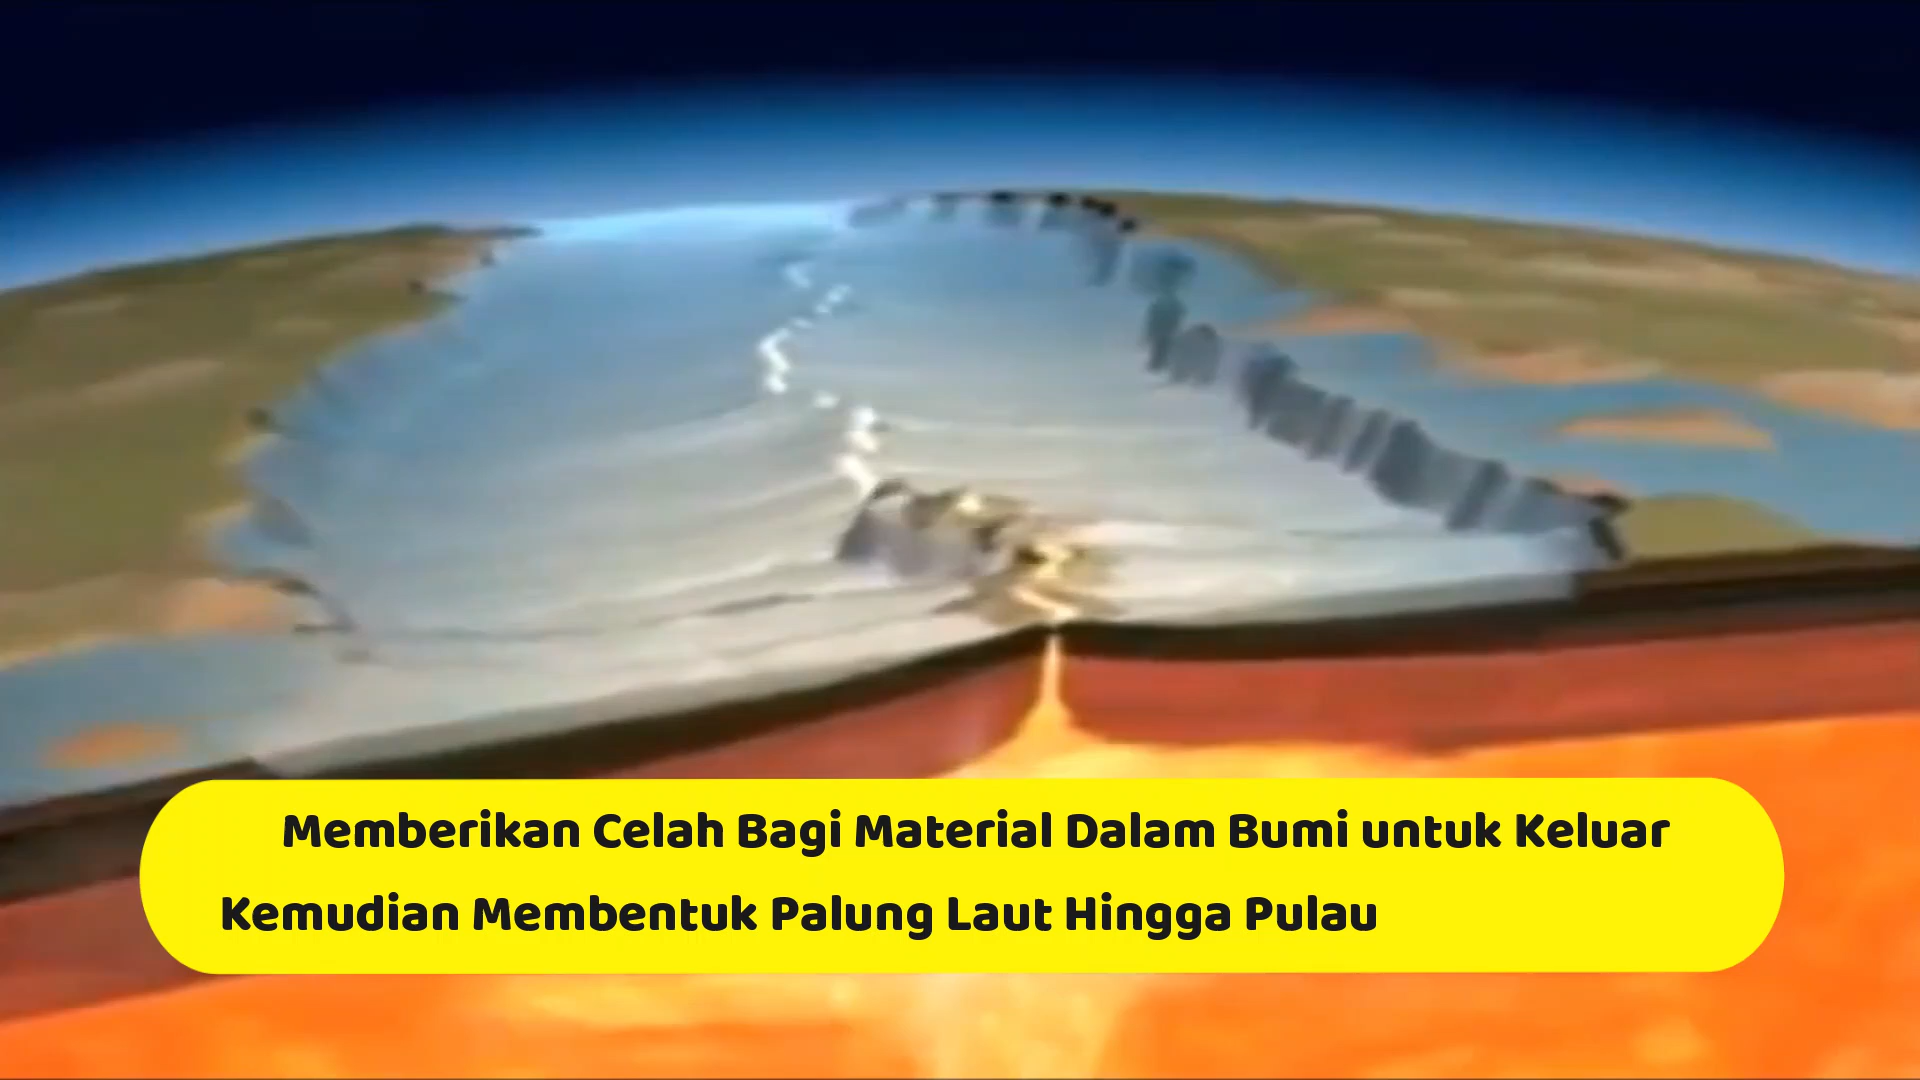 Memberikan Celah Bagi Material Dalam Bumi untuk Keluar
Kemudian Membentuk Palung Laut Hingga Pulau